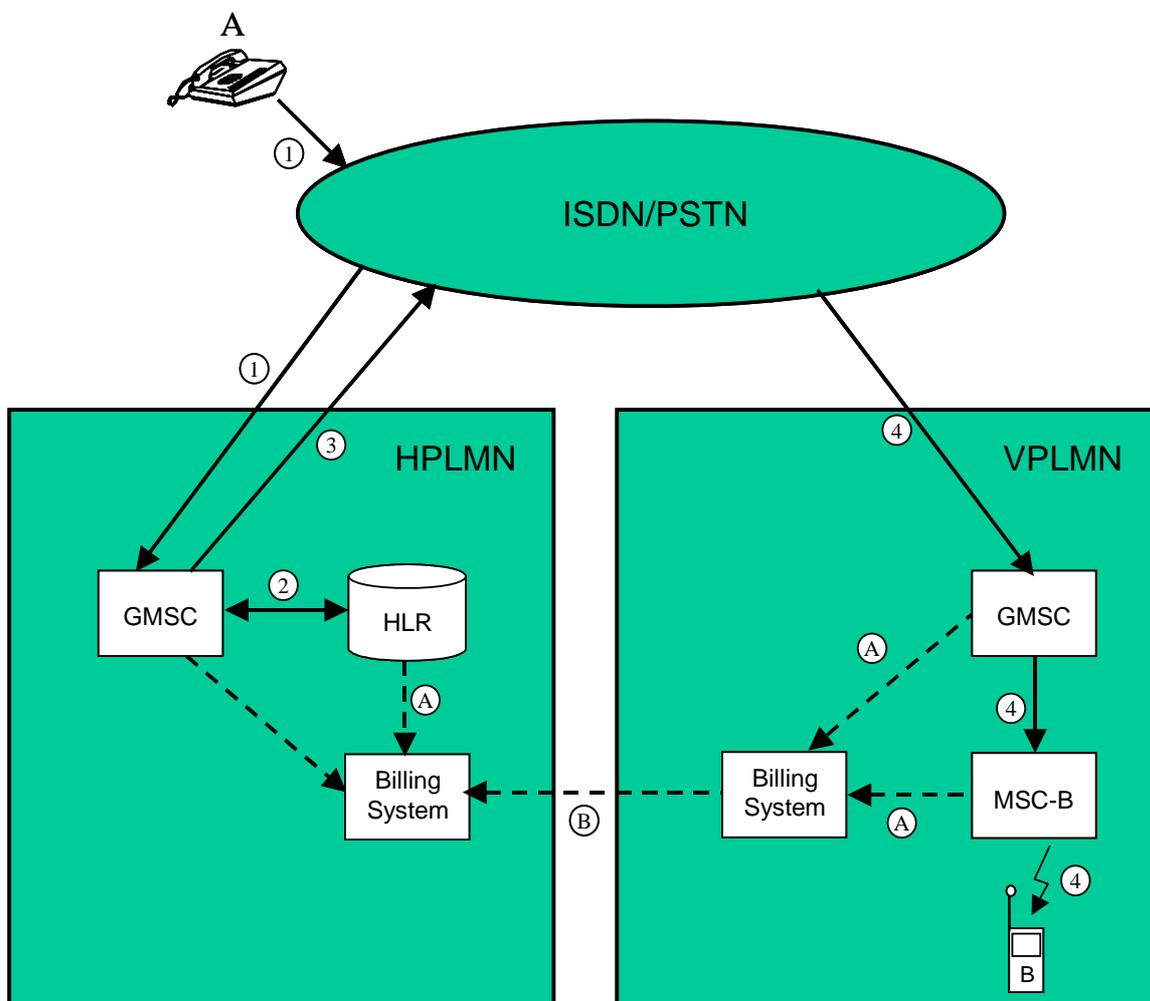 A
1
ISDN/PSTN
1
3
4
HPLMN
VPLMN
2
GMSC
HLR
GMSC
A
A
4
Billing
System
Billing
System
MSC-B
B
A
4
B